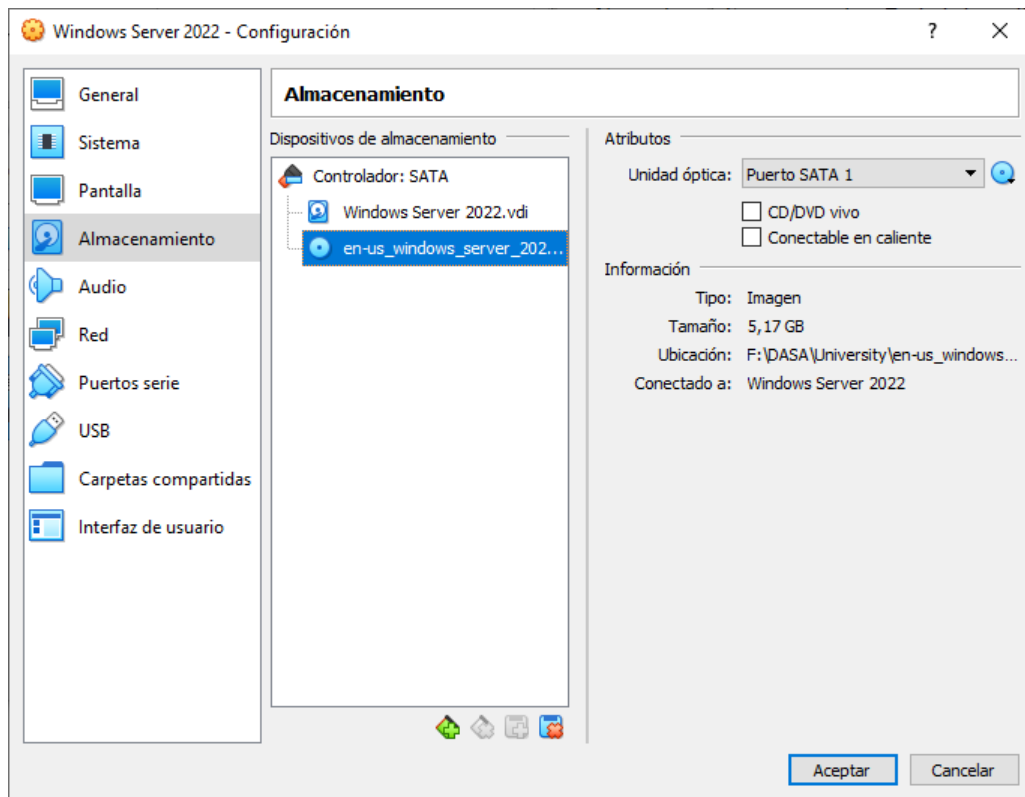 Windows Server 2022 - Configuración
?
General
Sistema
Pantalla
Almacenamiento
Audio
Red
Puertos serie
USB
Carpetas compartidas
Interfaz de usuario
Almacenamiento
Dispositivos de almacenamiento
Controlador: SATA
Windows Server 2022.vdi
en-us_windows_server_202...
Atributos
Unidad óptica: Puerto SATA 1
CD/DVD vivo
Conectable en caliente
Información
Tipo: Imagen
Tamaño: 5,17 GB
Ubicación: F:\DASA\University\en-us_windows...
Conectado a: Windows Server 2022
Aceptar Cancelar